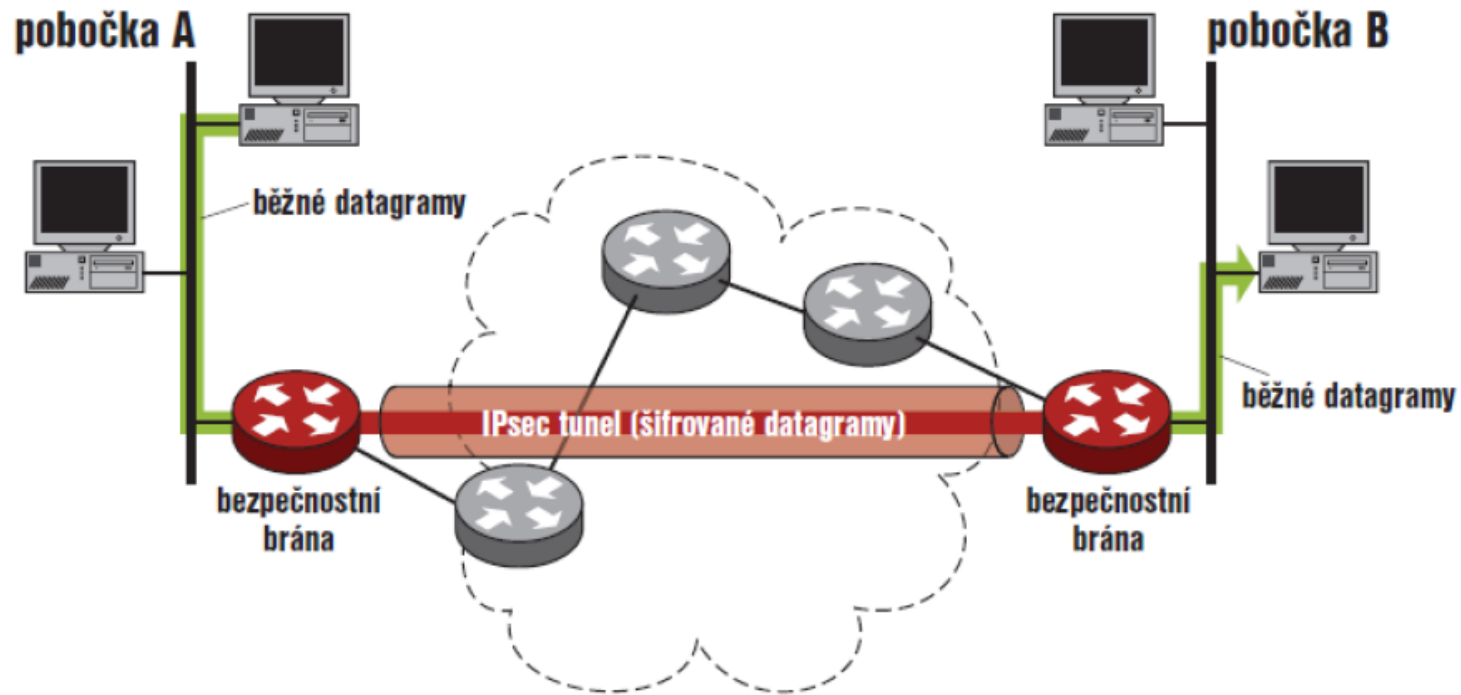 pobočka A
pobočka B
běžné datagramy
IPsec tunel (šifrované datagramy)
běžné datagramy
bezpečnostní
brána
bezpečnostní
brána